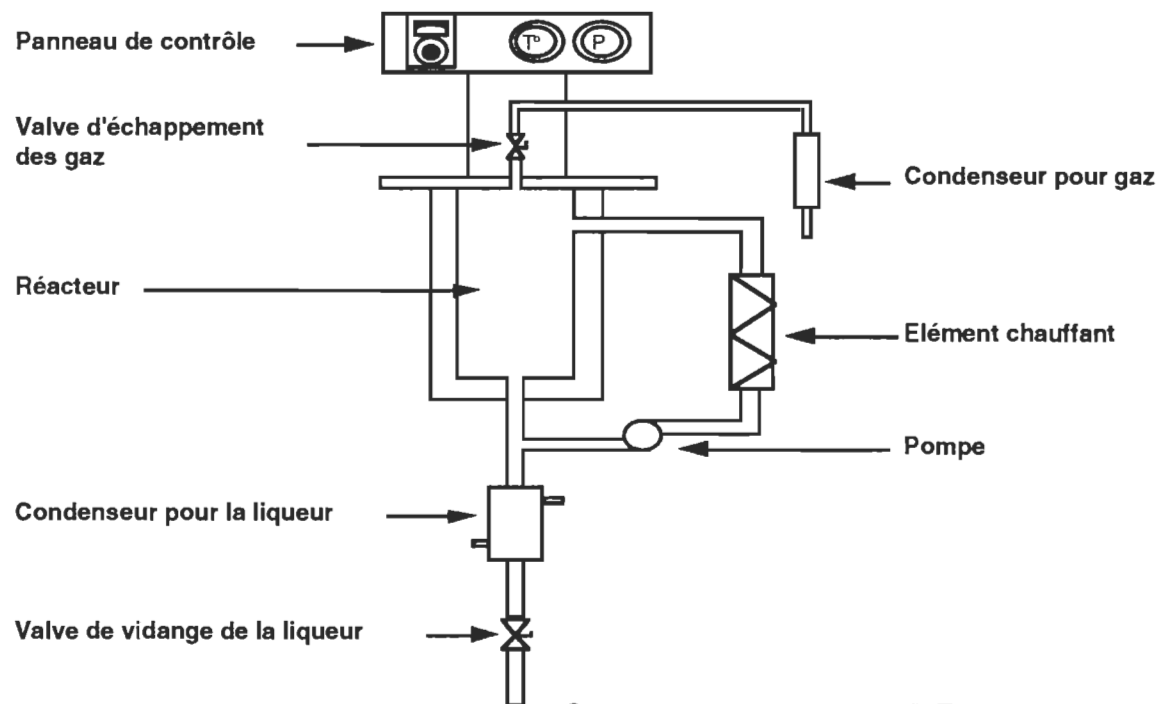 Panneau de contrôle
T°
P
Valve d'échappement
des gaz
Condenseur pour gaz
Réacteur
Elément chauffant
Pompe
Condenseur pour la liqueur
Valve de vidange de la liqueur